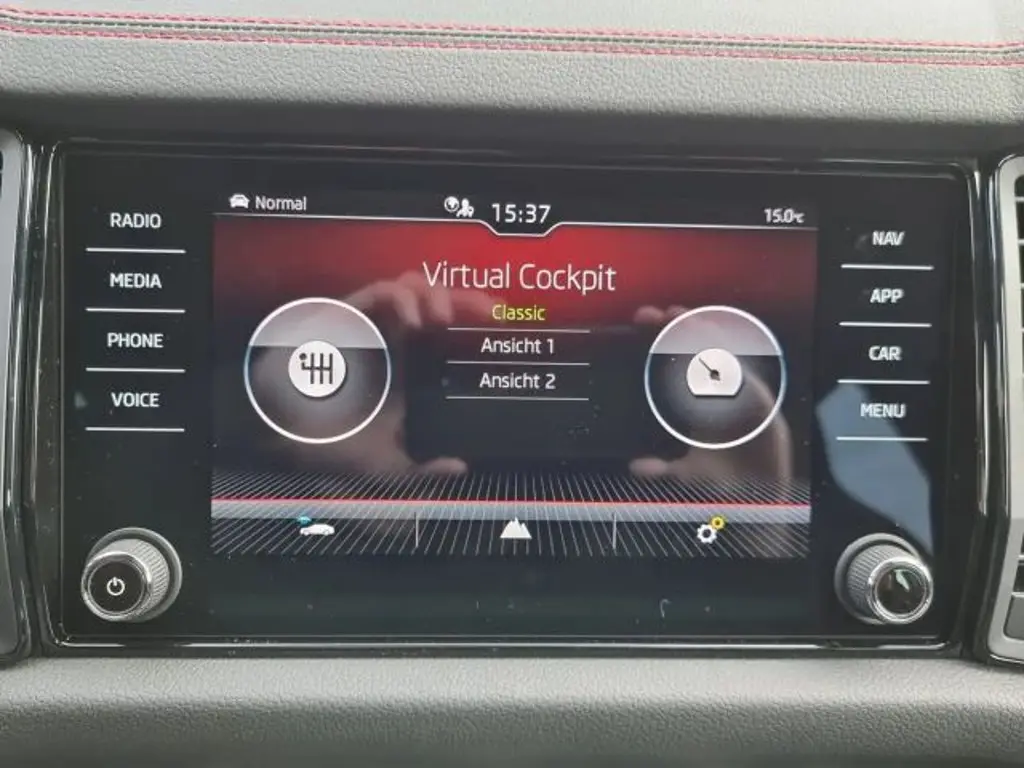 Normal
15:37
15.0°C
RADIO
MEDIA
PHONE
VOICE
Virtual Cockpit
Classic
Ansicht 1
Ansicht 2
NAV
APP
CAR
MENU